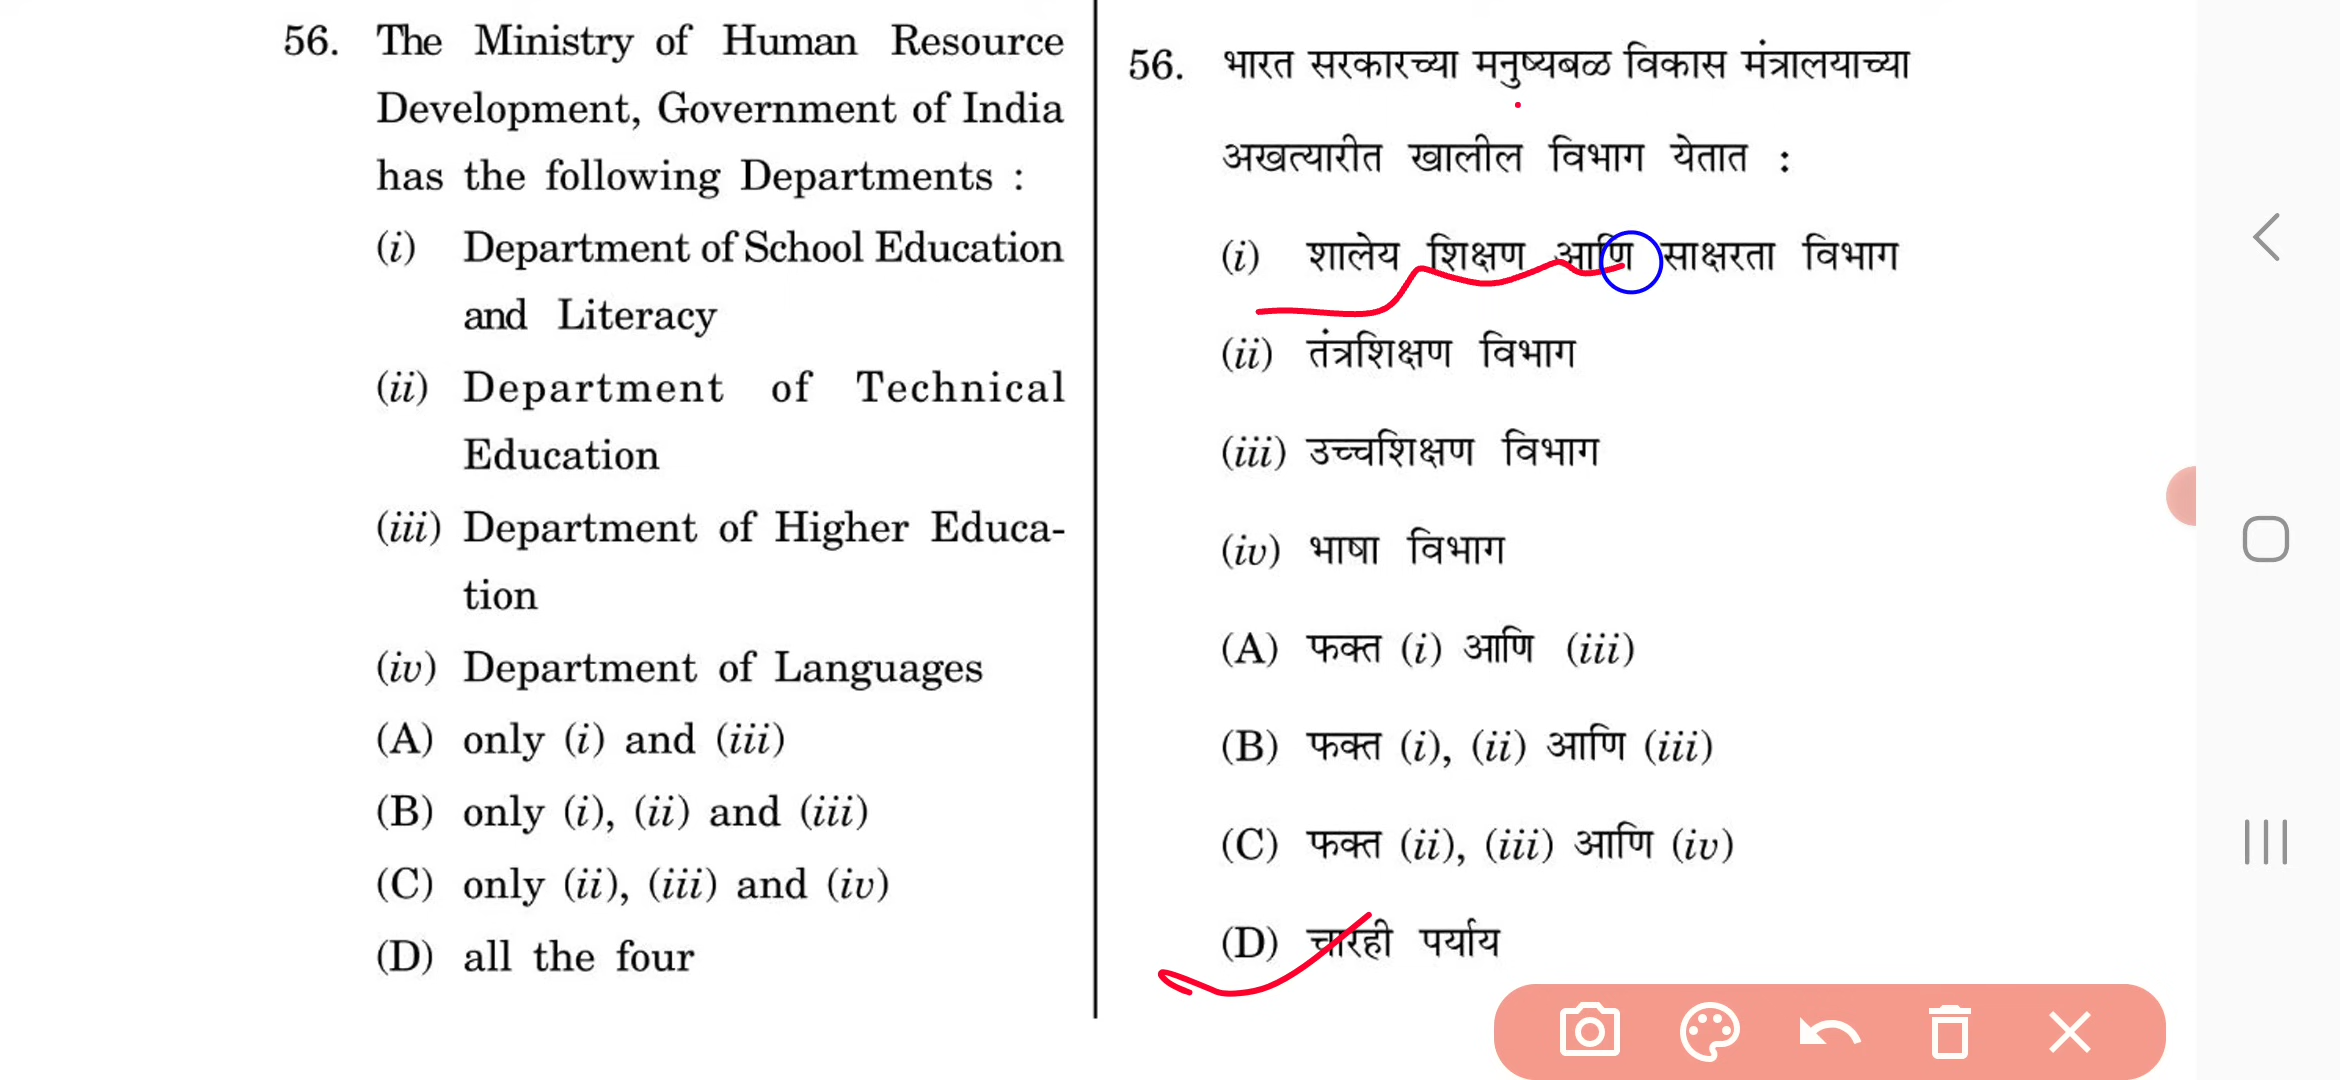 56. The Ministry of Human Resource
Development, Government of India
has the following Departments :
(i) Department of School Education
and Literacy
(ii) Department of Technical
Education
(iii) Department of Higher Educa-
tion
(iv) Department of Languages
(A) only (i) and (iii)
(B) only (i), (ii) and (iii)
(C) only (ii), (iii) and (iv)
(D) all the four
56. भारत सरकारच्या मनुष्यबळ विकास मंत्रालयाच्या
अखत्यारीत खालील विभाग येतात :
(i) शालेय शिक्षण आणि साक्षरता विभाग
(ii) तंत्रशिक्षण विभाग
(iii) उच्चशिक्षण विभाग
(iv) भाषा विभाग
(A) फक्त (i) आणि (iii)
(B) फक्त (i), (ii) आणि (iii)
(C) फक्त (ii), (iii) आणि (iv)
(D) चारही पर्याय